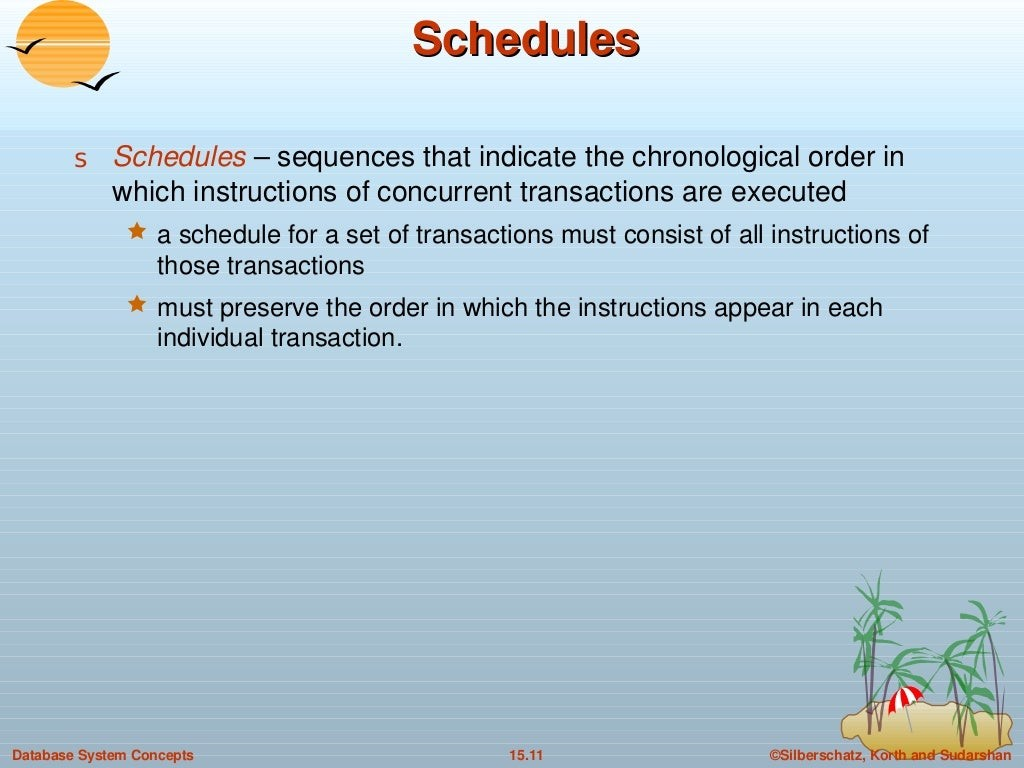 Schedules
s Schedules – sequences that indicate the chronological order in
which instructions of concurrent transactions are executed
★ a schedule for a set of transactions must consist of all instructions of
those transactions
★ must preserve the order in which the instructions appear in each
individual transaction.
Database System Concepts 15.11 ©Silberschatz, Korth and Sudarshan